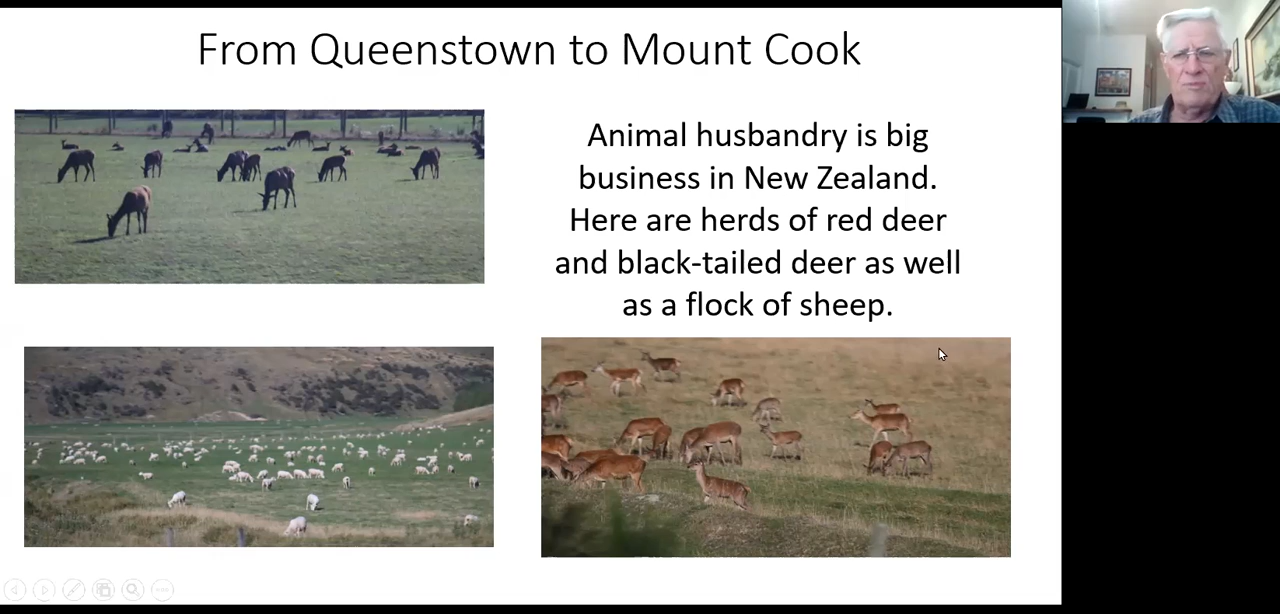 From Queenstown to Mount Cook
Animal husbandry is big
business in New Zealand.
Here are herds of red deer
and black-tailed deer as well
as a flock of sheep.